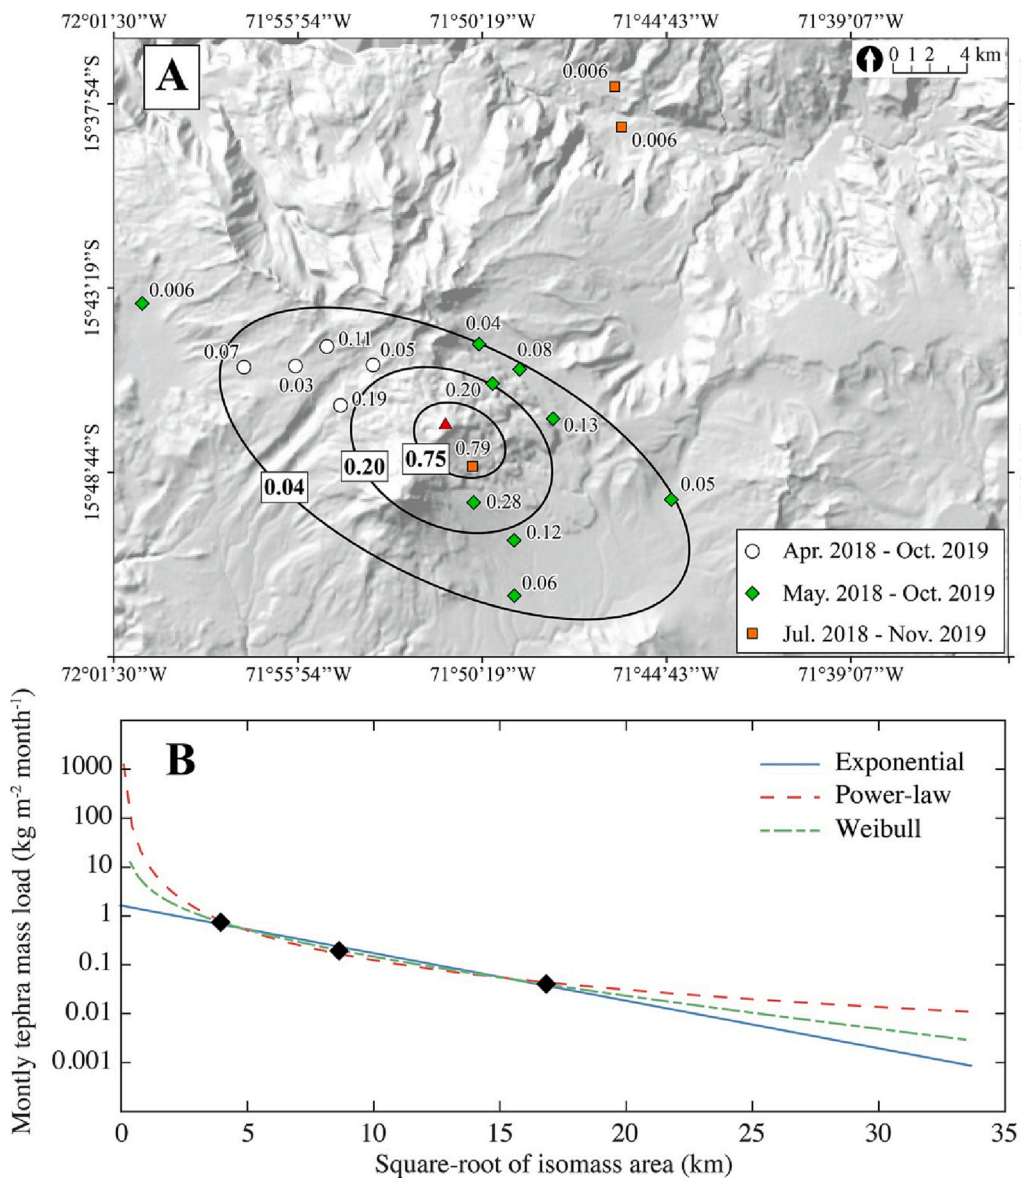 72°01'30''W 71°55'54''W 71°50'19''W 71°44'43''W 71°39'07''W
A
0 1 2 4 km
15°37'54''S
0.006
0.006
15°43'19''S
0.006
0.04
0.11
0.08
0.07
0.05
0.03
0.20
0.19
0.13
0.79
0.75
0.20
0.04
15°48'44''S
0.05
0.28
0.12
0.06
Apr. 2018 - Oct. 2019
May. 2018 - Oct. 2019
Jul. 2018 - Nov. 2019
72°01'30''W 71°55'54''W 71°50'19''W 71°44'43''W 71°39'07''W
B
Montly tephra mass load (kg m⁻² month⁻¹)
1000
100
10
1
0.1
0.01
0.001
Exponential
Power-law
Weibull
0 5 10 15 20 25 30 35
Square-root of isomass area (km)